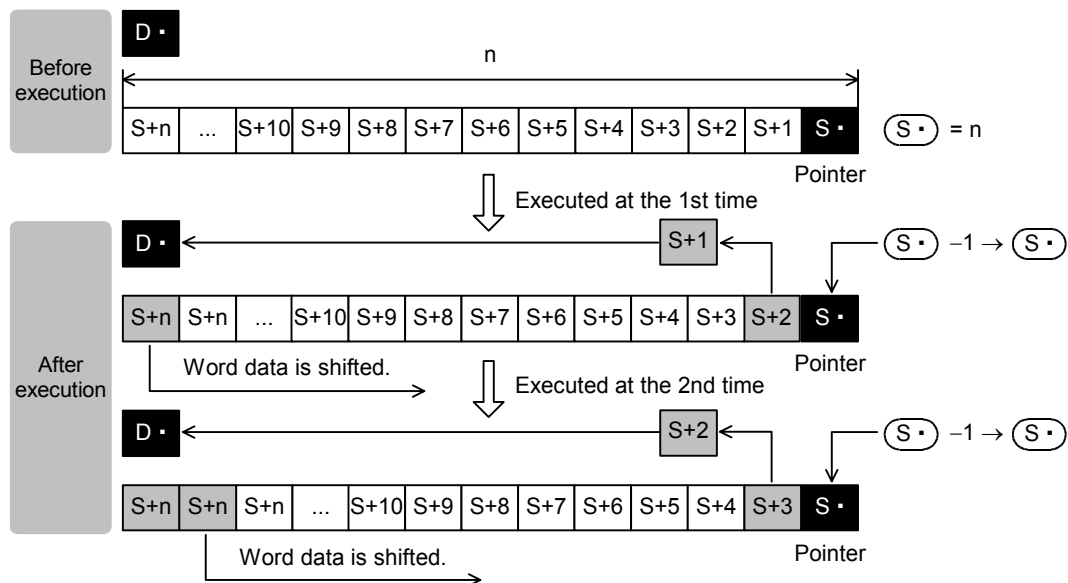 D ·
Before
execution
n
S+n ... S+10 S+9 S+8 S+7 S+6 S+5 S+4 S+3 S+2 S+1 S ·
S · = n
Pointer
Executed at the 1st time
D ·
S+1
S · −1 → S ·
S+n S+n ... S+10 S+9 S+8 S+7 S+6 S+5 S+4 S+3 S+2 S ·
After
execution
Word data is shifted.
Pointer
Executed at the 2nd time
D ·
S+2
S · −1 → S ·
S+n S+n S+n ... S+10 S+9 S+8 S+7 S+6 S+5 S+4 S+3 S ·
Word data is shifted.
Pointer